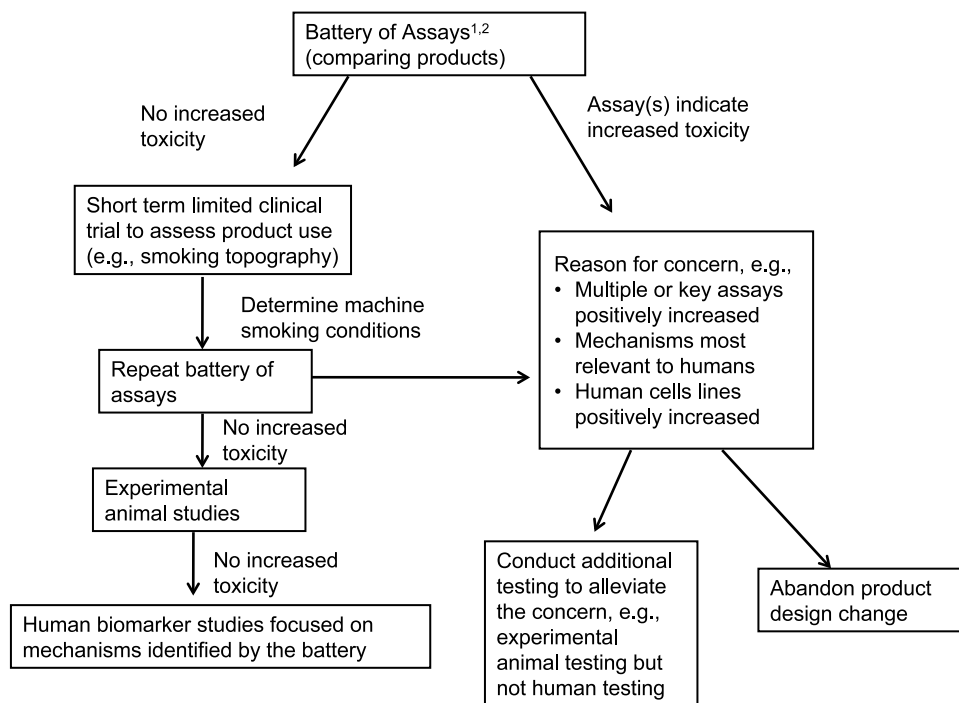 Battery of Assays1,2
(comparing products)
No increased
toxicity
Assay(s) indicate
increased toxicity
Short term limited clinical
trial to assess product use
(e.g., smoking topography)
Reason for concern, e.g.,
• Multiple or key assays
positively increased
• Mechanisms most
relevant to humans
• Human cells lines
positively increased
Determine machine
smoking conditions
Repeat battery of
assays
No increased
toxicity
Experimental
animal studies
No increased
toxicity
Human biomarker studies focused on
mechanisms identified by the battery
Conduct additional
testing to alleviate
the concern, e.g.,
experimental
animal testing but
not human testing
Abandon product
design change